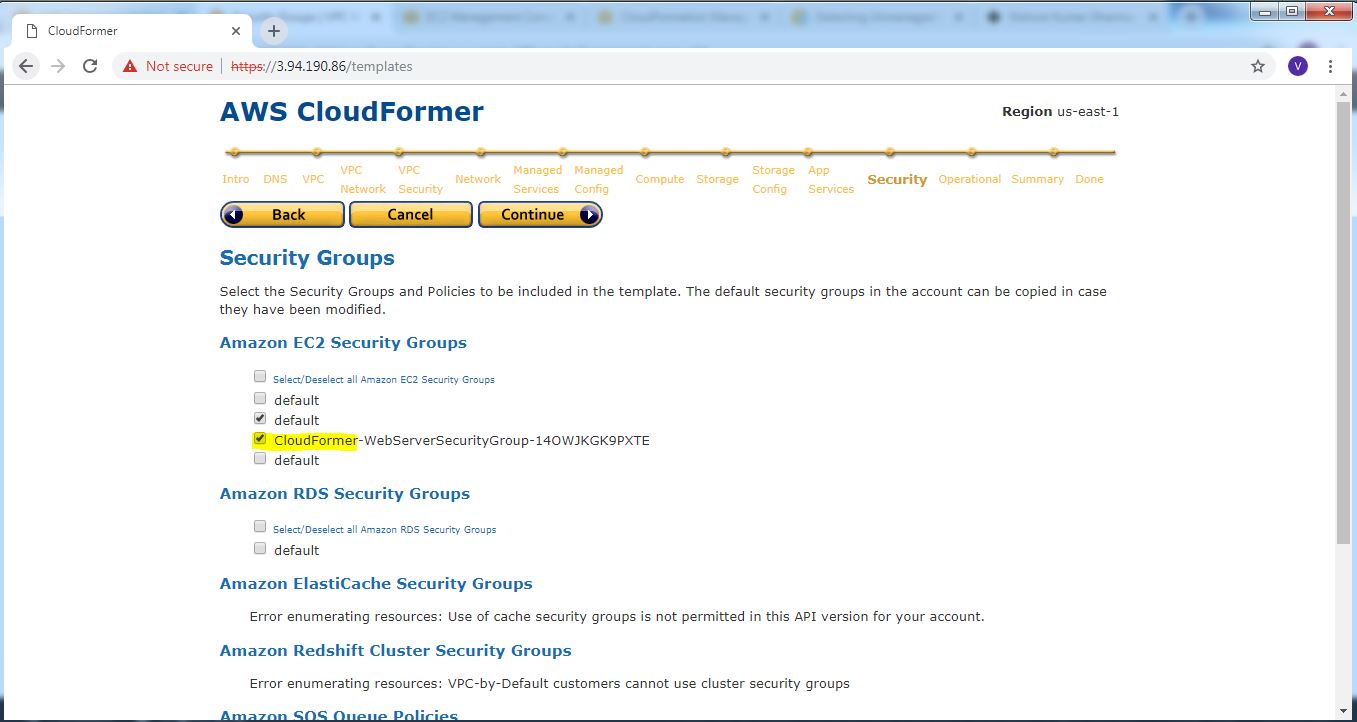 CloudFormer
Not secure | https://3.94.190.86/templates
V
AWS CloudFormer
Region us-east-1
Intro DNS VPC VPC Network VPC Security Network Managed Services Managed Config Compute Storage Storage Config App Services Security Operational Summary Done
Back Cancel Continue
Security Groups
Select the Security Groups and Policies to be included in the template. The default security groups in the account can be copied in case
they have been modified.
Amazon EC2 Security Groups
Select/Deselect all Amazon EC2 Security Groups
default
default
CloudFormer-WebServerSecurityGroup-14OWJKGK9PXTE
default
Amazon RDS Security Groups
Select/Deselect all Amazon RDS Security Groups
default
Amazon ElastiCache Security Groups
Error enumerating resources: Use of cache security groups is not permitted in this API version for your account.
Amazon Redshift Cluster Security Groups
Error enumerating resources: VPC-by-Default customers cannot use cluster security groups
Amazon SQS Queue Policies